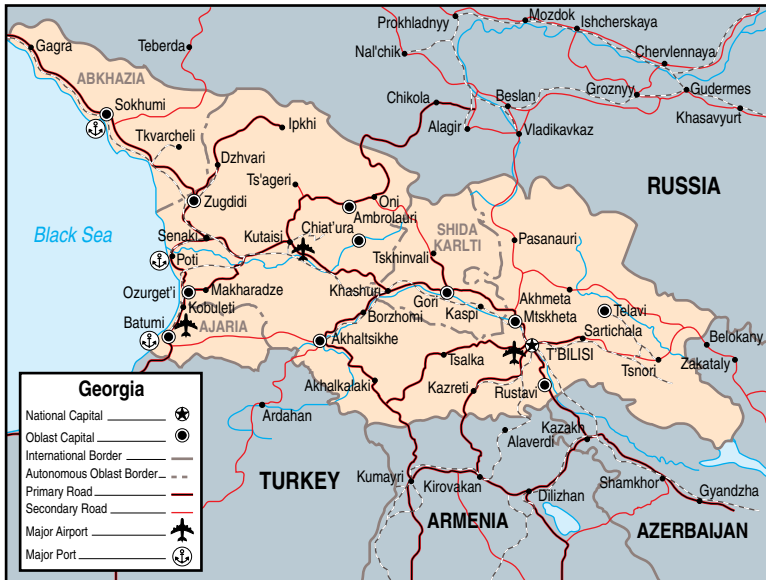 Prokhladnyy
Mozdok
Ishcherskaya
Gagra
Teberda
Nal'chik
Chervlennaya
ABKHAZIA
Sokhumi
Chikola
Beslan
Groznyy
Gudermes
Khasavyurt
Ipkhi
Alagir
Vladikavkaz
Tkvarcheli
Dzhvari
Ts'ageri
Oni
RUSSIA
Zugdidi
Ambrolauri
Black Sea
Senaki
Kutaisi
Chiat'ura
SHIDA
KARLTI
Pasanauri
Poti
Tskhinvali
Ozurget'i
Makharadze
Khashuri
Gori
Akhmeta
Telavi
Kobuleti
Borzhomi
Kaspi
Mtskheta
Batumi
AJARIA
Akhaltsikhe
Sartichala
Belokany
Tsalka
T'BILISI
Tsnori
Zakataly
Akhalkalaki
Kazreti
Rustavi
Georgia
National Capital
Oblast Capital
International Border
Autonomous Oblast Border
Primary Road
Secondary Road
Major Airport
Major Port
Ardahan
Alaverdi
Kazakh
TURKEY
Kumayri
Kirovakan
Dilizhan
Shamkhor
Gyandzha
ARMENIA
AZERBAIJAN